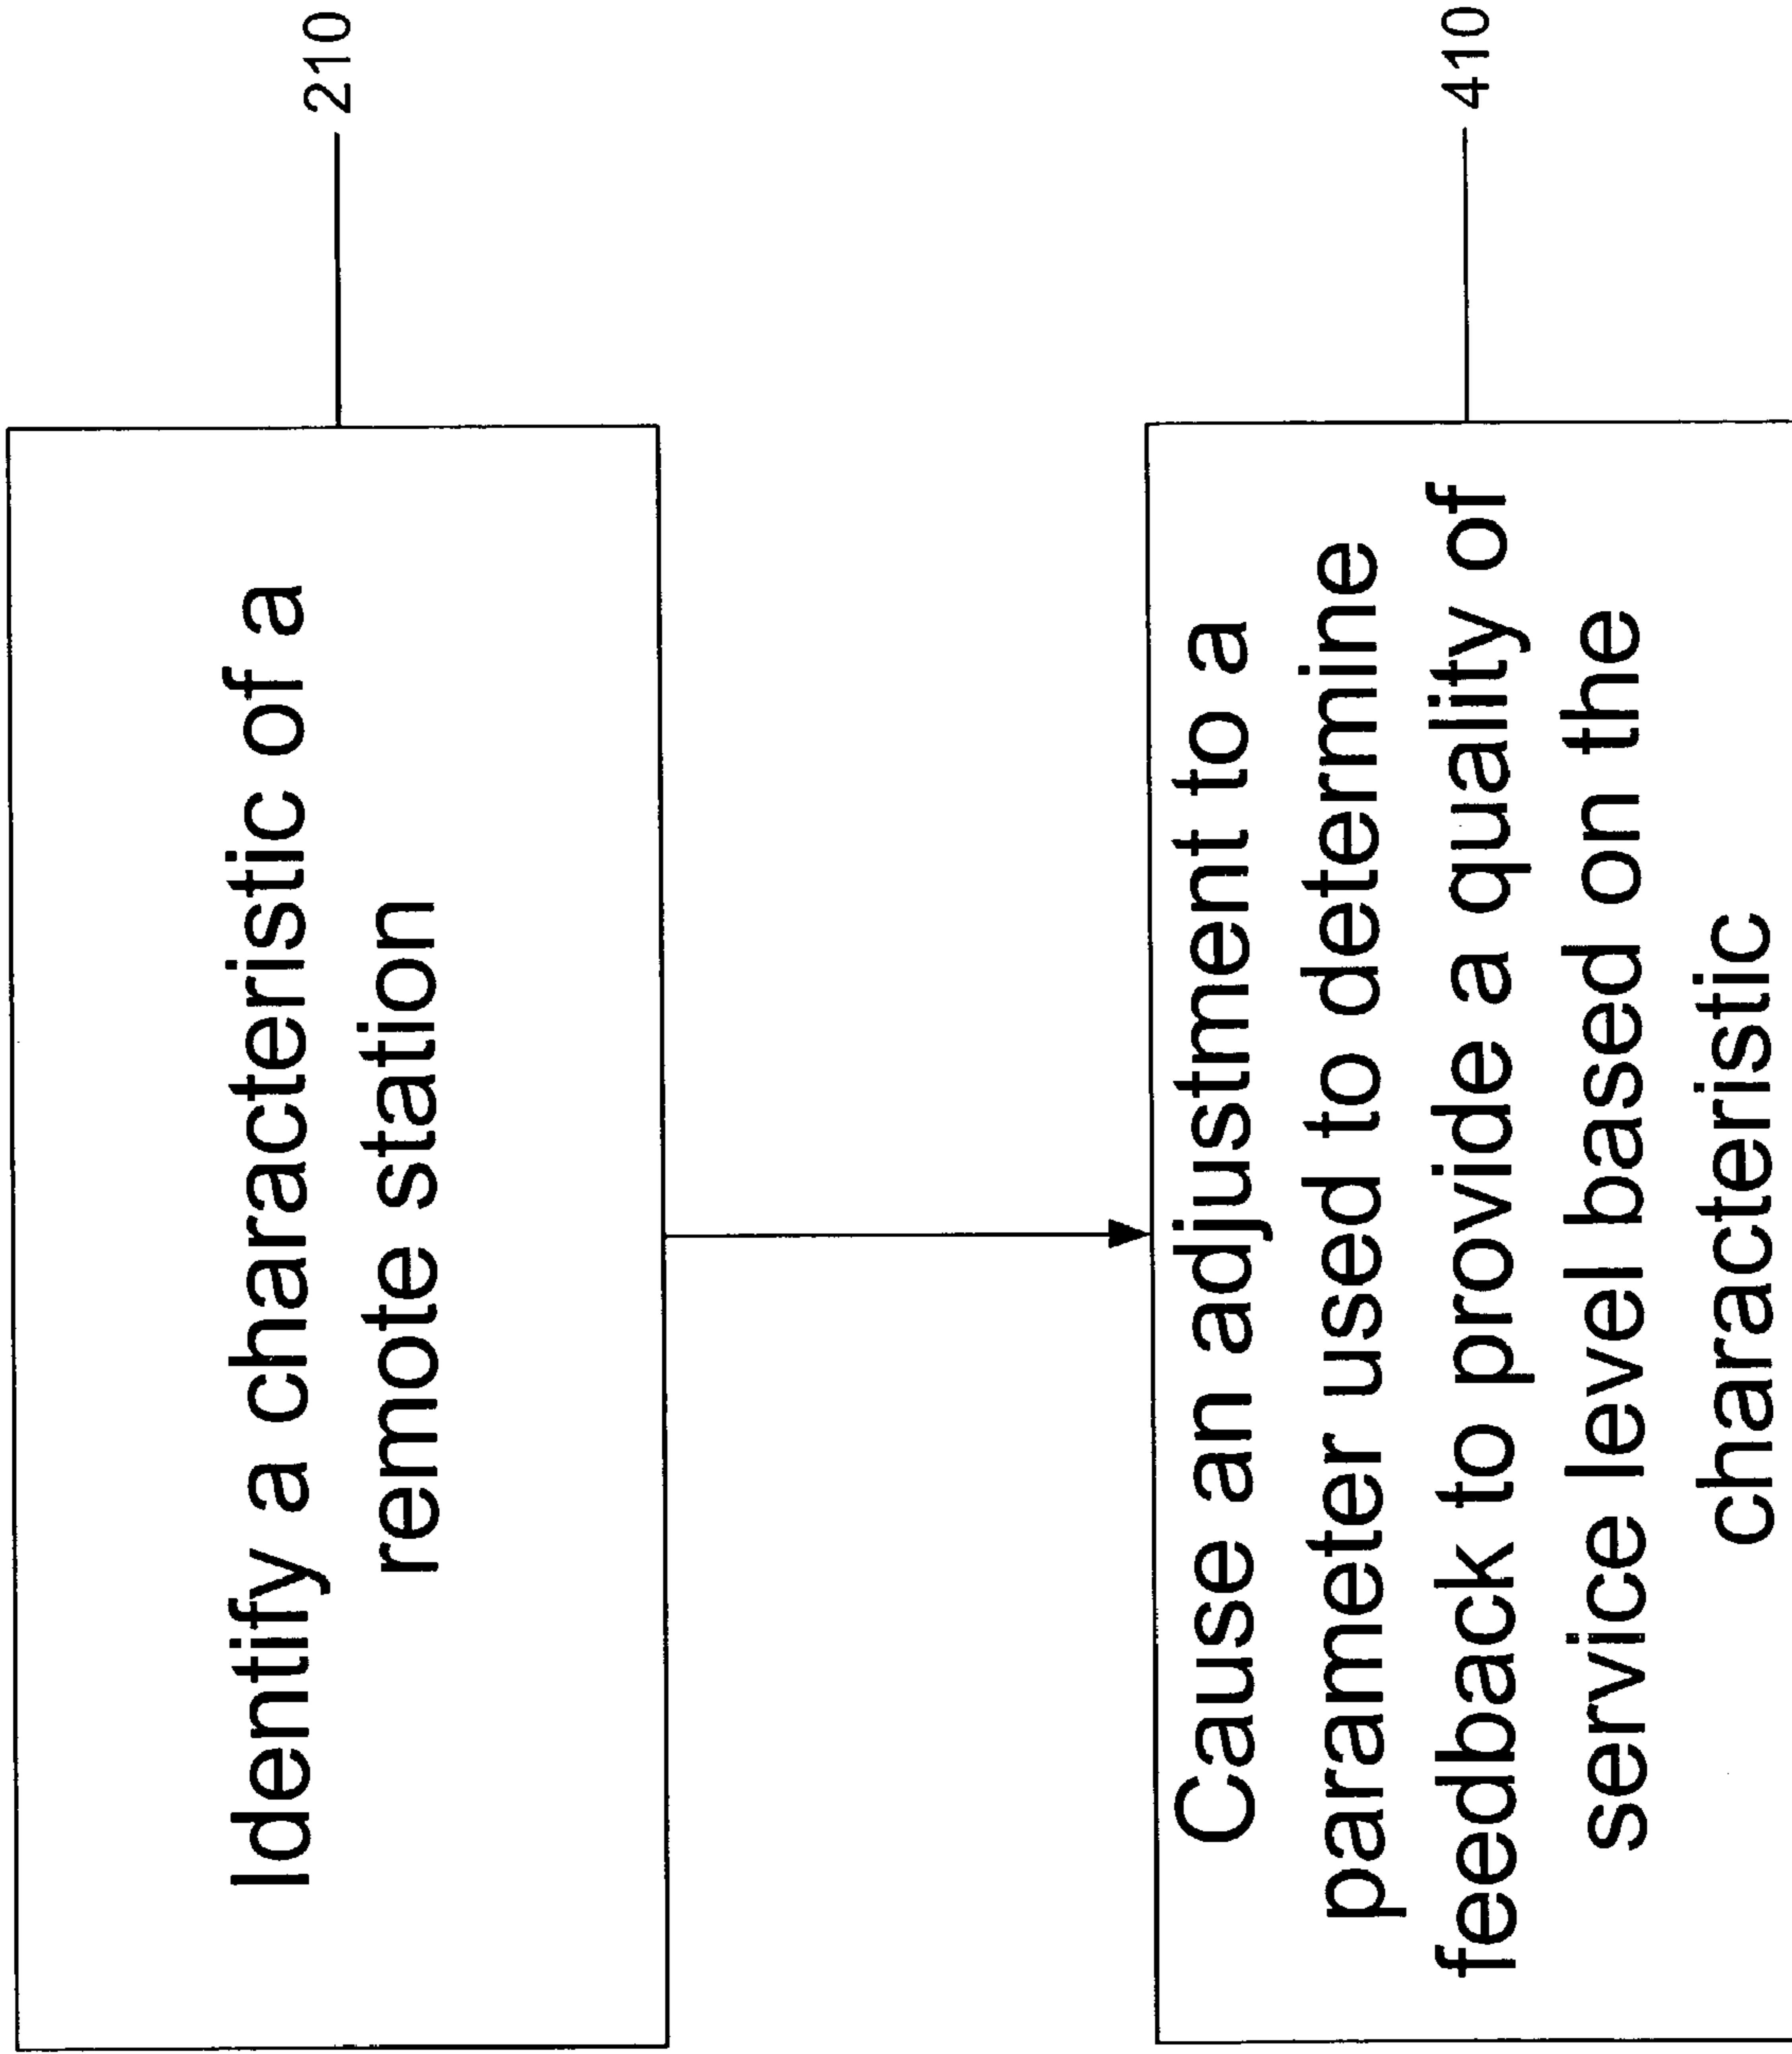 Identify a characteristic of a
remote station
210
Cause an adjustment to a
parameter used to determine
feedback to provide a quality of
service level based on the
characteristic
410